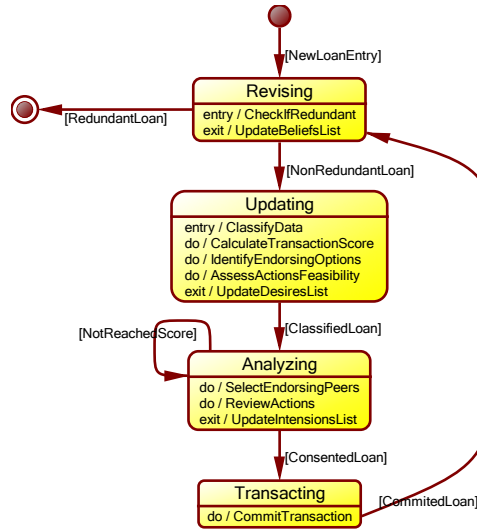 [NewLoanEntry]
Revising
entry / CheckIfRedundant
exit / UpdateBeliefsList
[RedundantLoan]
[NonRedundantLoan]
Updating
entry / ClassifyData
do / CalculateTransactionScore
do / IdentifyEndorsingOptions
do / AssessActionsFeasibility
exit / UpdateDesiresList
[NotReachedScore]
[ClassifiedLoan]
Analyzing
do / SelectEndorsingPeers
do / ReviewActions
exit / UpdateIntensionsList
[ConsentedLoan]
Transacting
do / CommitTransaction
[CommitedLoan]